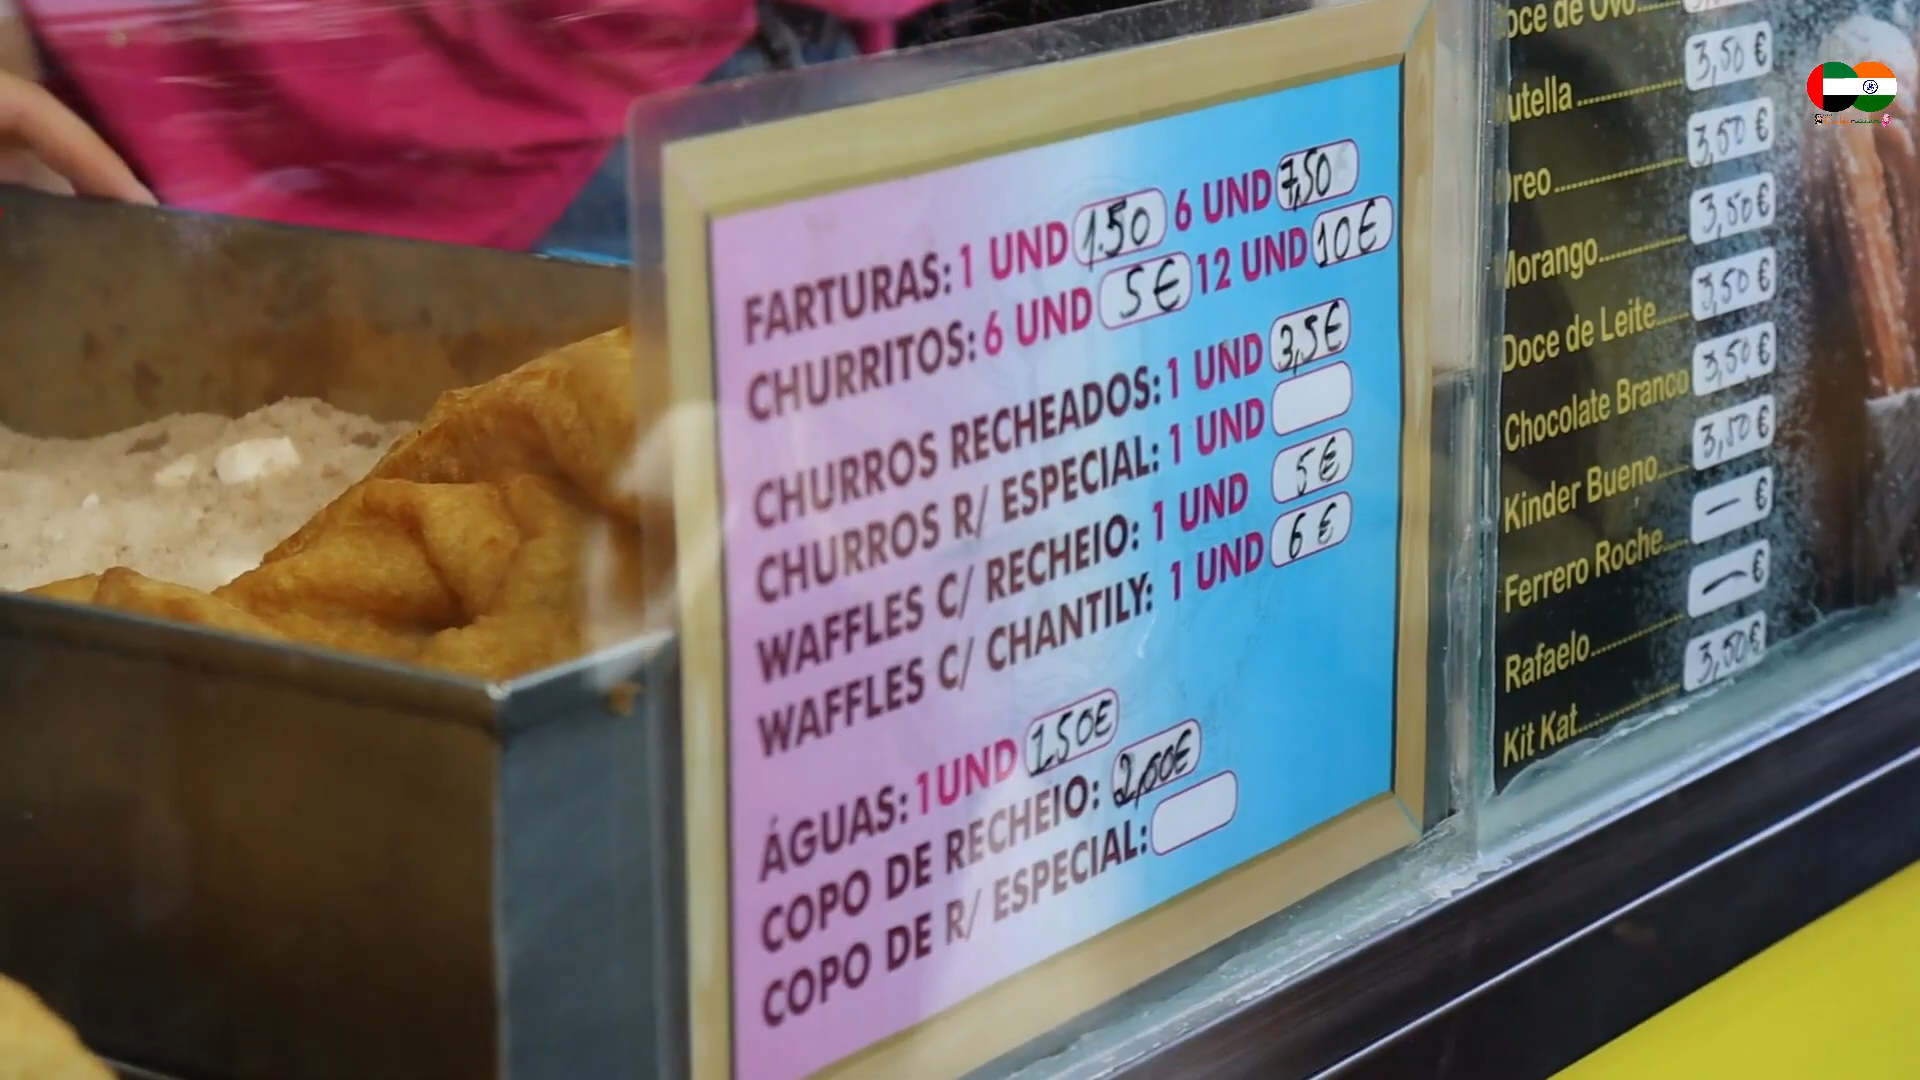 FARTURAS: 1 UND 1.50 6 UND 7,50
CHURRITOS: 6 UND 5€ 12 UND 10€
CHURROS RECHEADOS: 1 UND 3,5€
CHURROS R/ ESPECIAL: 1 UND
WAFFLES C/ RECHEIO: 1 UND 5€
WAFFLES C/ CHANTILY: 1 UND 6€
ÁGUAS: 1UND 1.50€
COPO DE RECHEIO: 2,00€
COPO DE R/ ESPECIAL:
oce de Ovo
utella 3,50€
reo 3,50€
Morango 3,50€
Doce de Leite 3,50€
Chocolate Branco 3,50€
Kinder Bueno 3,50€
Ferrero Roche — €
Rafaelo — €
Kit Kat 3,50€